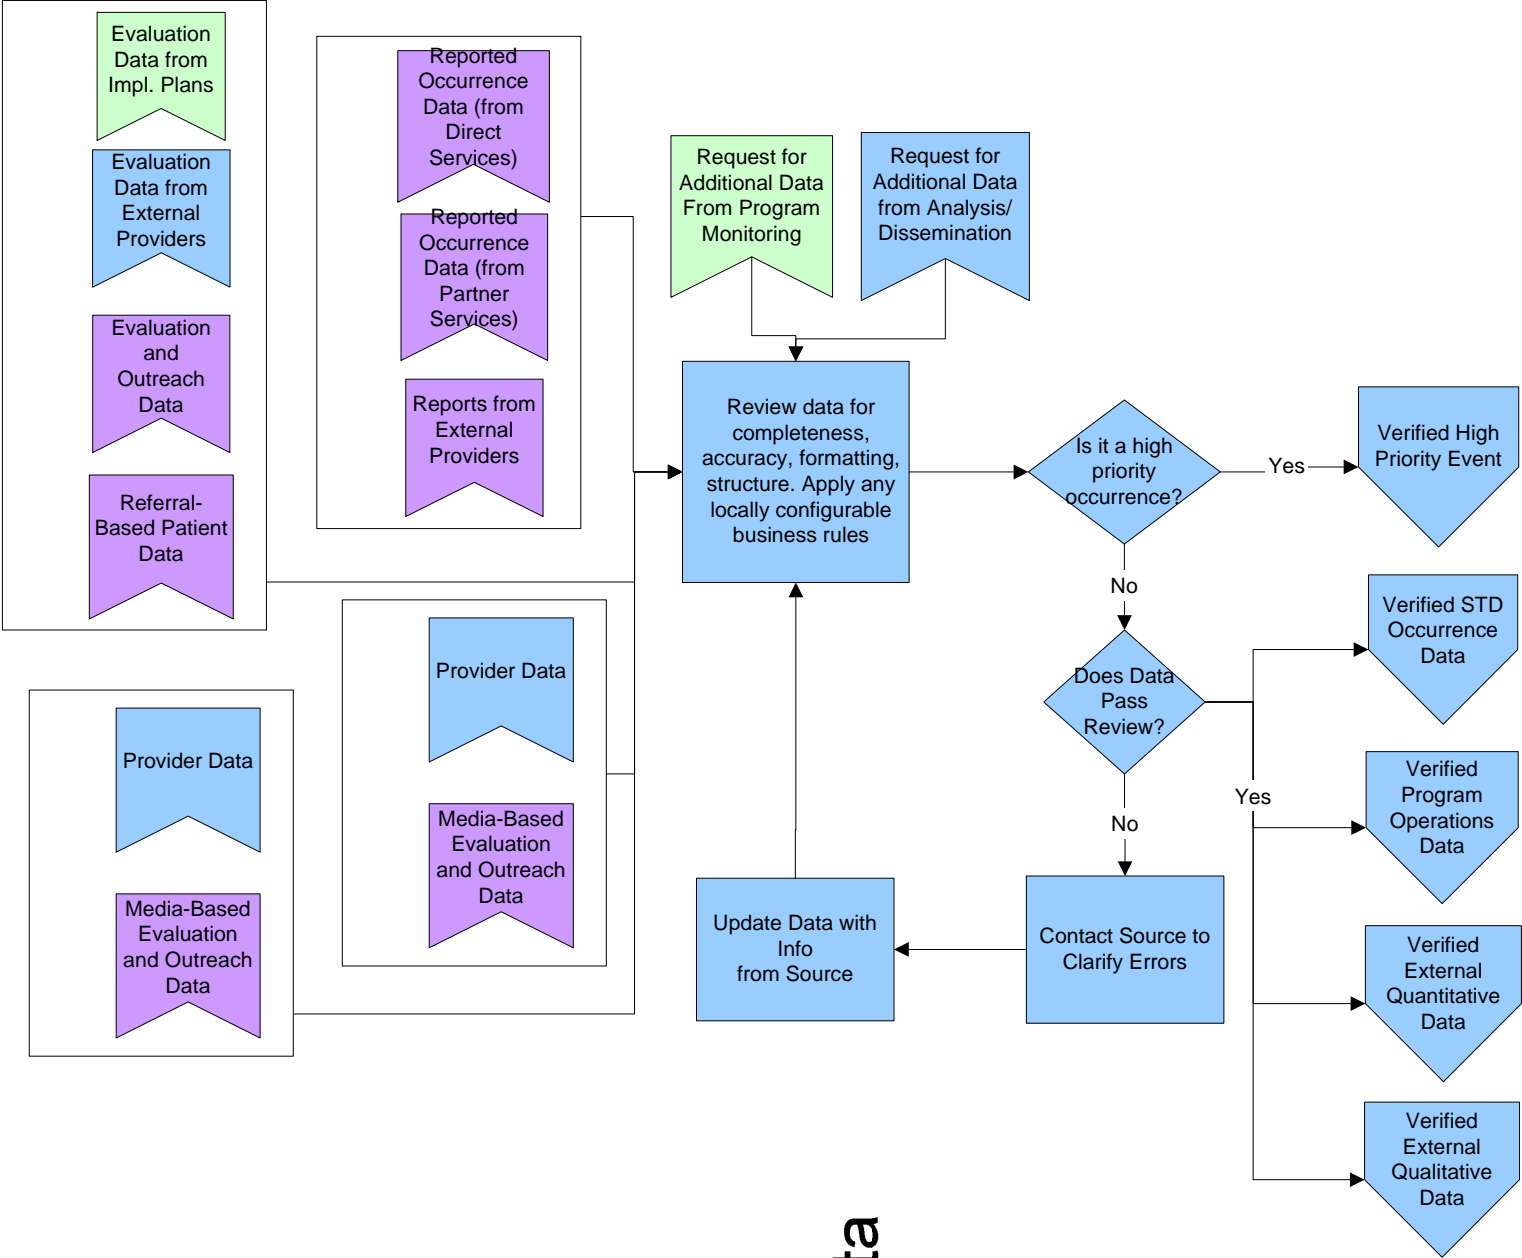 Evaluation
Data from
Impl. Plans
Evaluation
Data from
External
Providers
Evaluation
and
Outreach
Data
Referral-
Based Patient
Data
Reported
Occurrence
Data (from
Direct
Services)
Reported
Occurrence
Data (from
Partner
Services)
Reports from
External
Providers
Request for
Additional Data
From Program
Monitoring
Request for
Additional Data
from Analysis/
Dissemination
Review data for
completeness,
accuracy, formatting,
structure. Apply any
locally configurable
business rules
Is it a high
priority
occurrence?
Yes
Verified High
Priority Event
No
Does Data
Pass
Review?
Yes
Verified STD
Occurrence
Data
Verified
Program
Operations
Data
Verified
External
Quantitative
Data
Verified
External
Qualitative
Data
No
Contact Source to
Clarify Errors
Update Data with
Info
from Source
Provider Data
Media-Based
Evaluation
and Outreach
Data
Provider Data
Media-Based
Evaluation
and Outreach
Data
ta